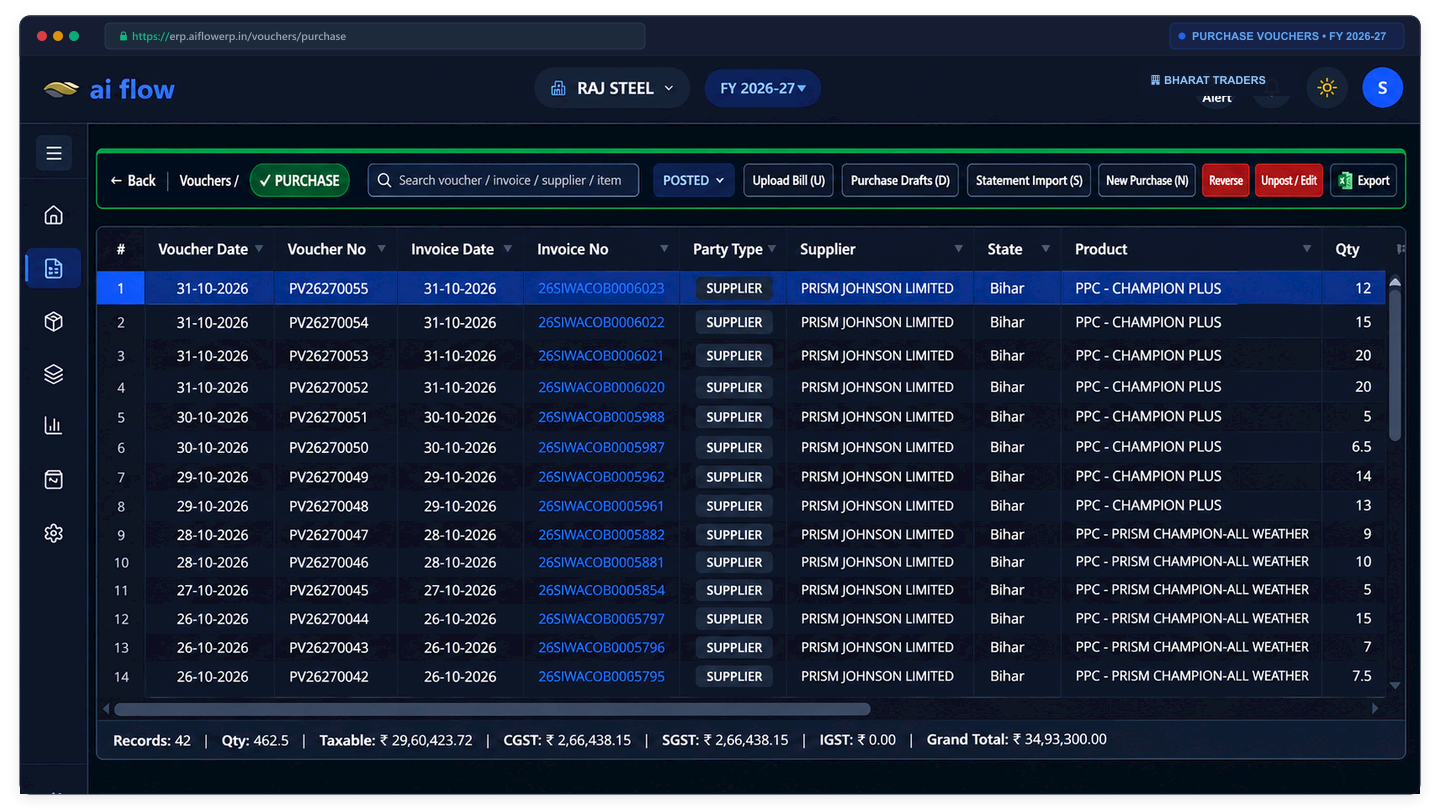 https://erp.aiflowerp.in/vouchers/purchase PURCHASE VOUCHERS • FY 2026-27
ai flow RAJ STEEL FY 2026-27▾ BHARAT TRADERS
Alert S
← Back Vouchers / ✓ PURCHASE Search voucher / invoice / supplier / item POSTED Upload Bill (U) Purchase Drafts (D) Statement Import (S) New Purchase (N) Reverse Unpost / Edit Export
# Voucher Date Voucher No Invoice Date Invoice No Party Type Supplier State Product Qty
1 31-10-2026 PV26270055 31-10-2026 26SIWACOB0006023 SUPPLIER PRISM JOHNSON LIMITED Bihar PPC - CHAMPION PLUS 12
2 31-10-2026 PV26270054 31-10-2026 26SIWACOB0006022 SUPPLIER PRISM JOHNSON LIMITED Bihar PPC - CHAMPION PLUS 15
3 31-10-2026 PV26270053 31-10-2026 26SIWACOB0006021 SUPPLIER PRISM JOHNSON LIMITED Bihar PPC - CHAMPION PLUS 20
4 31-10-2026 PV26270052 31-10-2026 26SIWACOB0006020 SUPPLIER PRISM JOHNSON LIMITED Bihar PPC - CHAMPION PLUS 20
5 30-10-2026 PV26270051 30-10-2026 26SIWACOB0005988 SUPPLIER PRISM JOHNSON LIMITED Bihar PPC - CHAMPION PLUS 5
6 30-10-2026 PV26270050 30-10-2026 26SIWACOB0005987 SUPPLIER PRISM JOHNSON LIMITED Bihar PPC - CHAMPION PLUS 6.5
7 29-10-2026 PV26270049 29-10-2026 26SIWACOB0005962 SUPPLIER PRISM JOHNSON LIMITED Bihar PPC - CHAMPION PLUS 14
8 29-10-2026 PV26270048 29-10-2026 26SIWACOB0005961 SUPPLIER PRISM JOHNSON LIMITED Bihar PPC - CHAMPION PLUS 13
9 28-10-2026 PV26270047 28-10-2026 26SIWACOB0005882 SUPPLIER PRISM JOHNSON LIMITED Bihar PPC - PRISM CHAMPION-ALL WEATHER 9
10 28-10-2026 PV26270046 28-10-2026 26SIWACOB0005881 SUPPLIER PRISM JOHNSON LIMITED Bihar PPC - PRISM CHAMPION-ALL WEATHER 10
11 27-10-2026 PV26270045 27-10-2026 26SIWACOB0005854 SUPPLIER PRISM JOHNSON LIMITED Bihar PPC - PRISM CHAMPION-ALL WEATHER 5
12 26-10-2026 PV26270044 26-10-2026 26SIWACOB0005797 SUPPLIER PRISM JOHNSON LIMITED Bihar PPC - PRISM CHAMPION-ALL WEATHER 15
13 26-10-2026 PV26270043 26-10-2026 26SIWACOB0005796 SUPPLIER PRISM JOHNSON LIMITED Bihar PPC - PRISM CHAMPION-ALL WEATHER 7
14 26-10-2026 PV26270042 26-10-2026 26SIWACOB0005795 SUPPLIER PRISM JOHNSON LIMITED Bihar PPC - PRISM CHAMPION-ALL WEATHER 7.5
Records: 42 | Qty: 462.5 | Taxable: ₹ 29,60,423.72 | CGST: ₹ 2,66,438.15 | SGST: ₹ 2,66,438.15 | IGST: ₹ 0.00 | Grand Total: ₹ 34,93,300.00